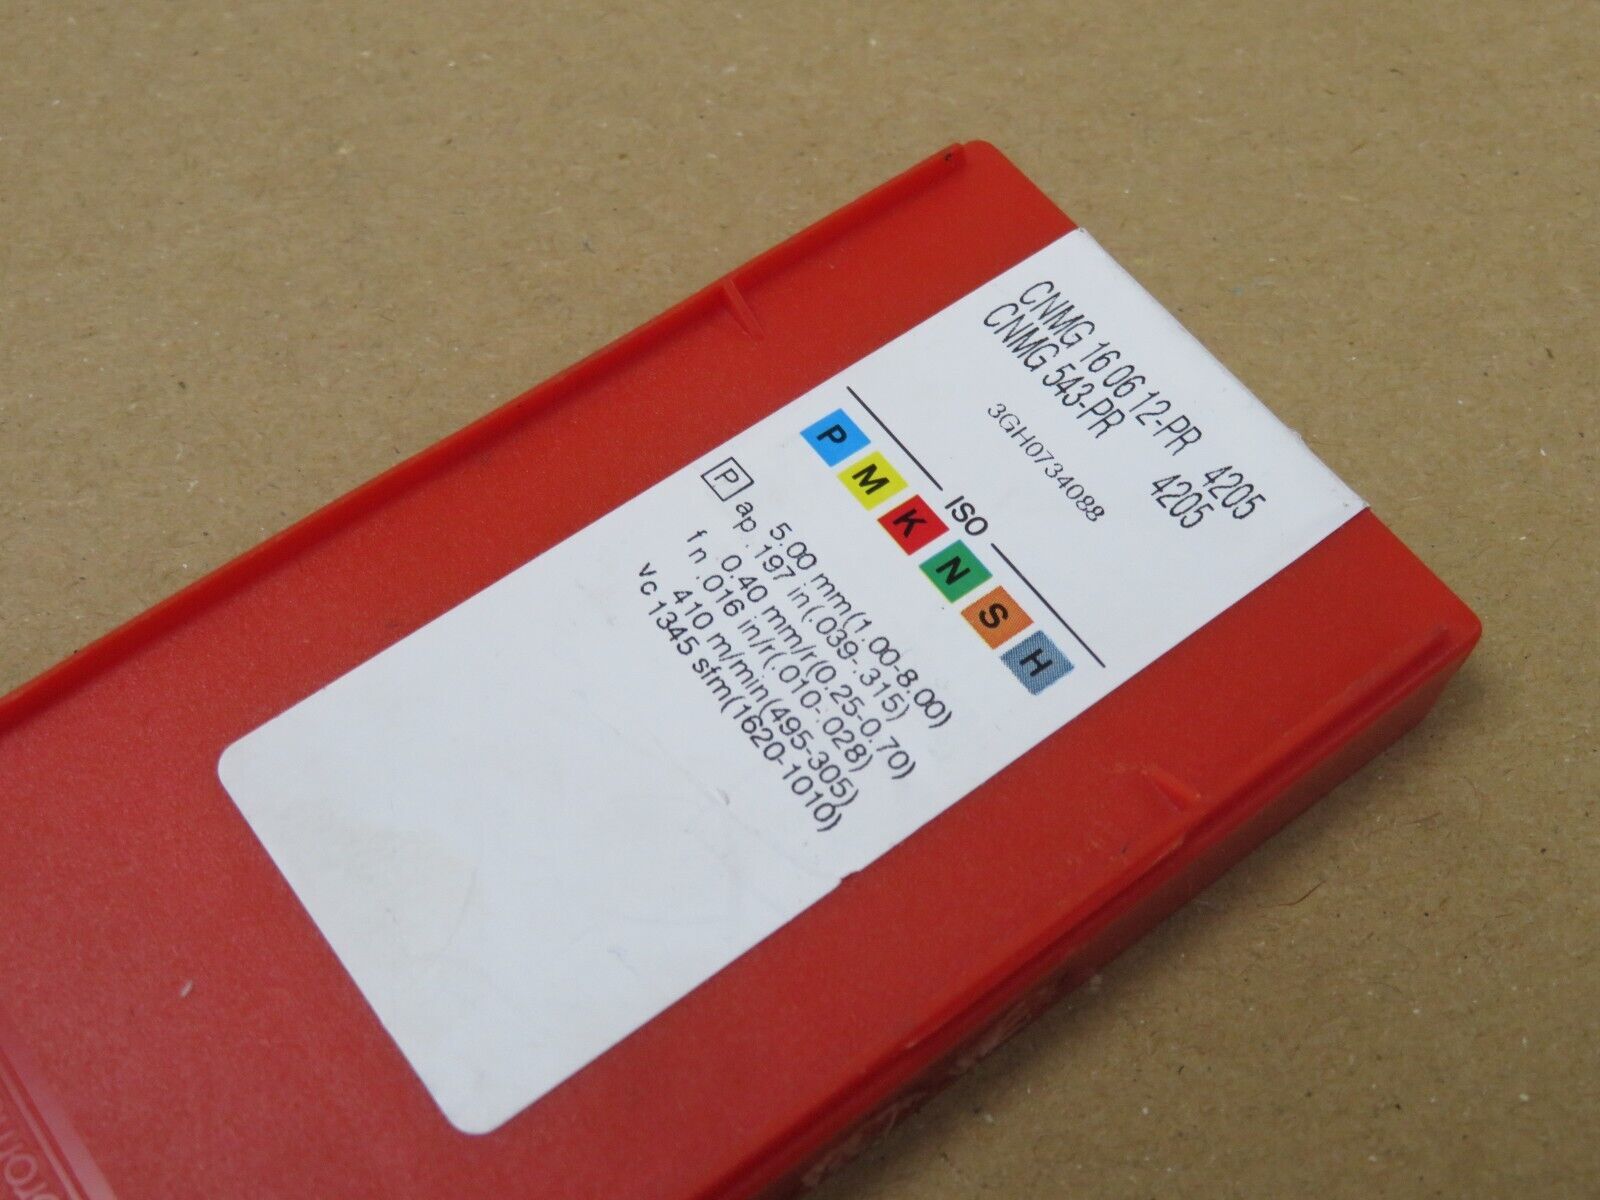 CNMG 16 06 12-PR 4205
CNMG 543-PR 4205
3GH0734088
ISO
P M K N S H
P 5.00 mm(1.00-8.00)
ap .197 in(.039-.315)
0.40 mm/r(0.25-0.70)
fn .016 in/r(.010-.028)
410 m/min(495-305)
vc 1345 sfm(1620-1010)